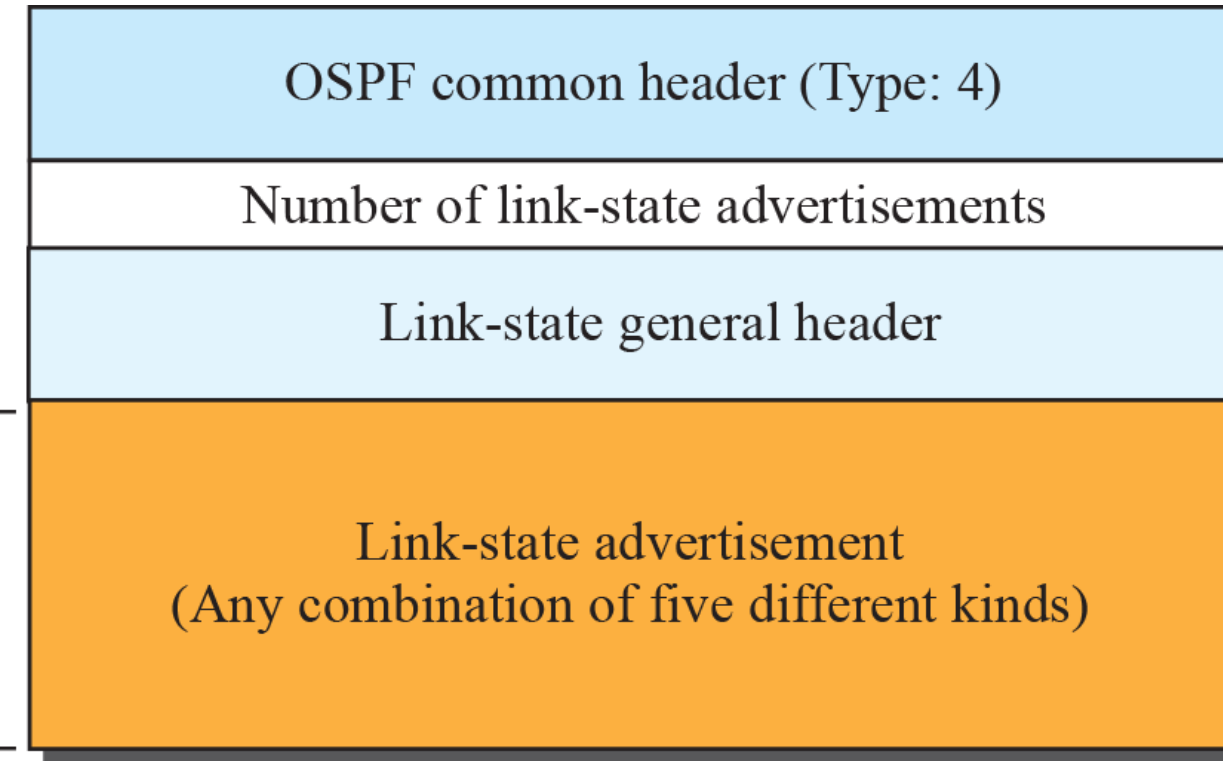 OSPF common header (Type: 4)
Number of link-state advertisements
Link-state general header
Link-state advertisement
(Any combination of five different kinds)